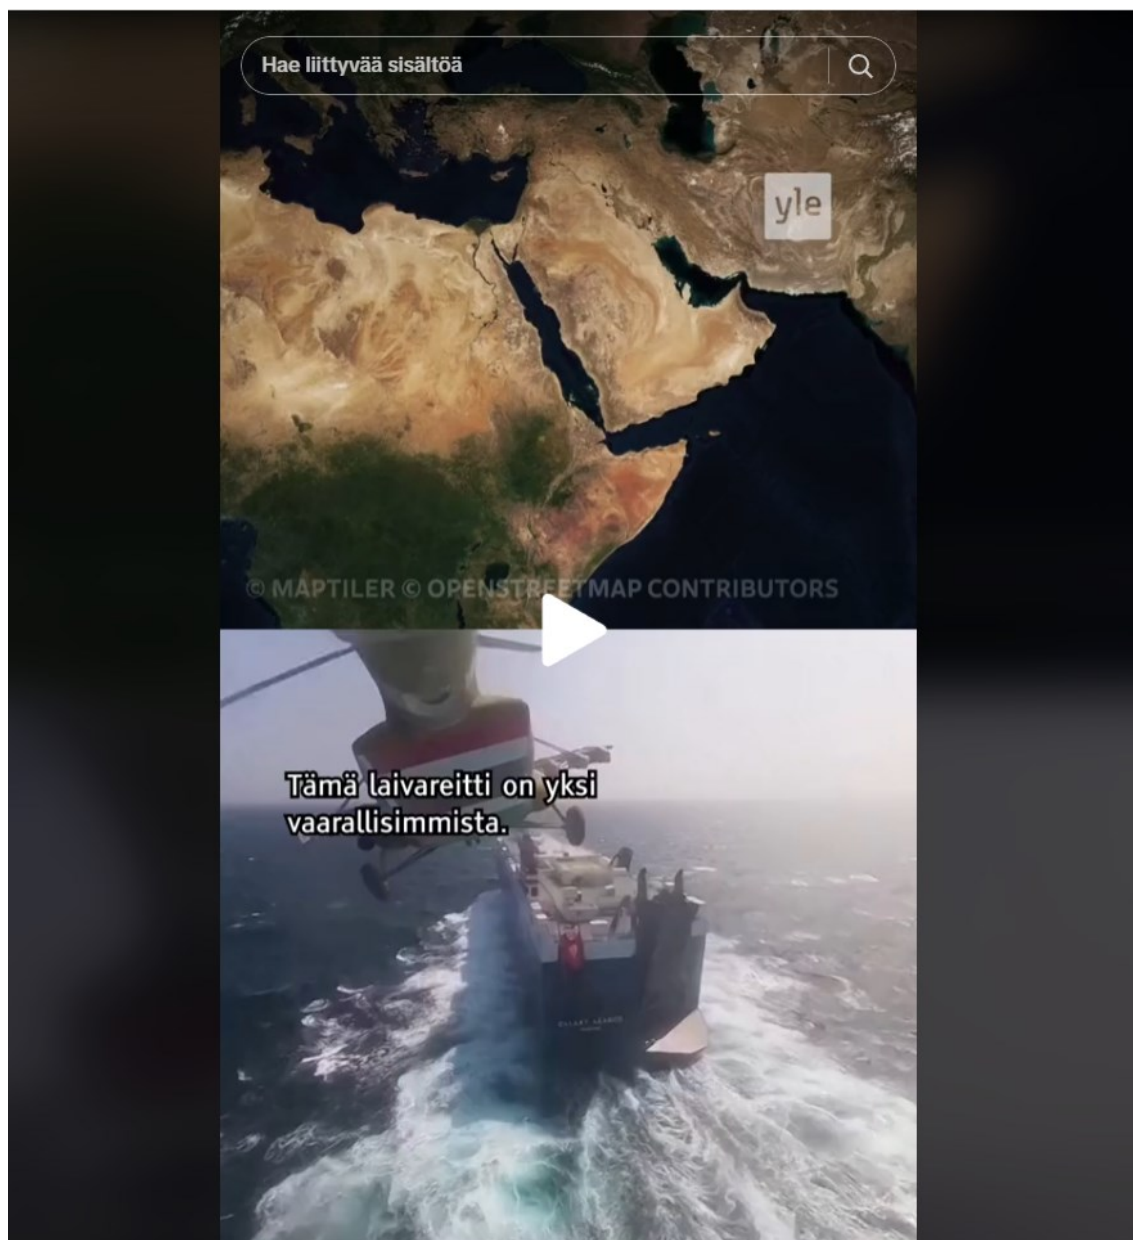 Hae liittyvää sisältöä
yle
© MAPTILER © OPENSTREETMAP CONTRIBUTORS
Tämä laivareitti on yksi
vaarallisimmista.